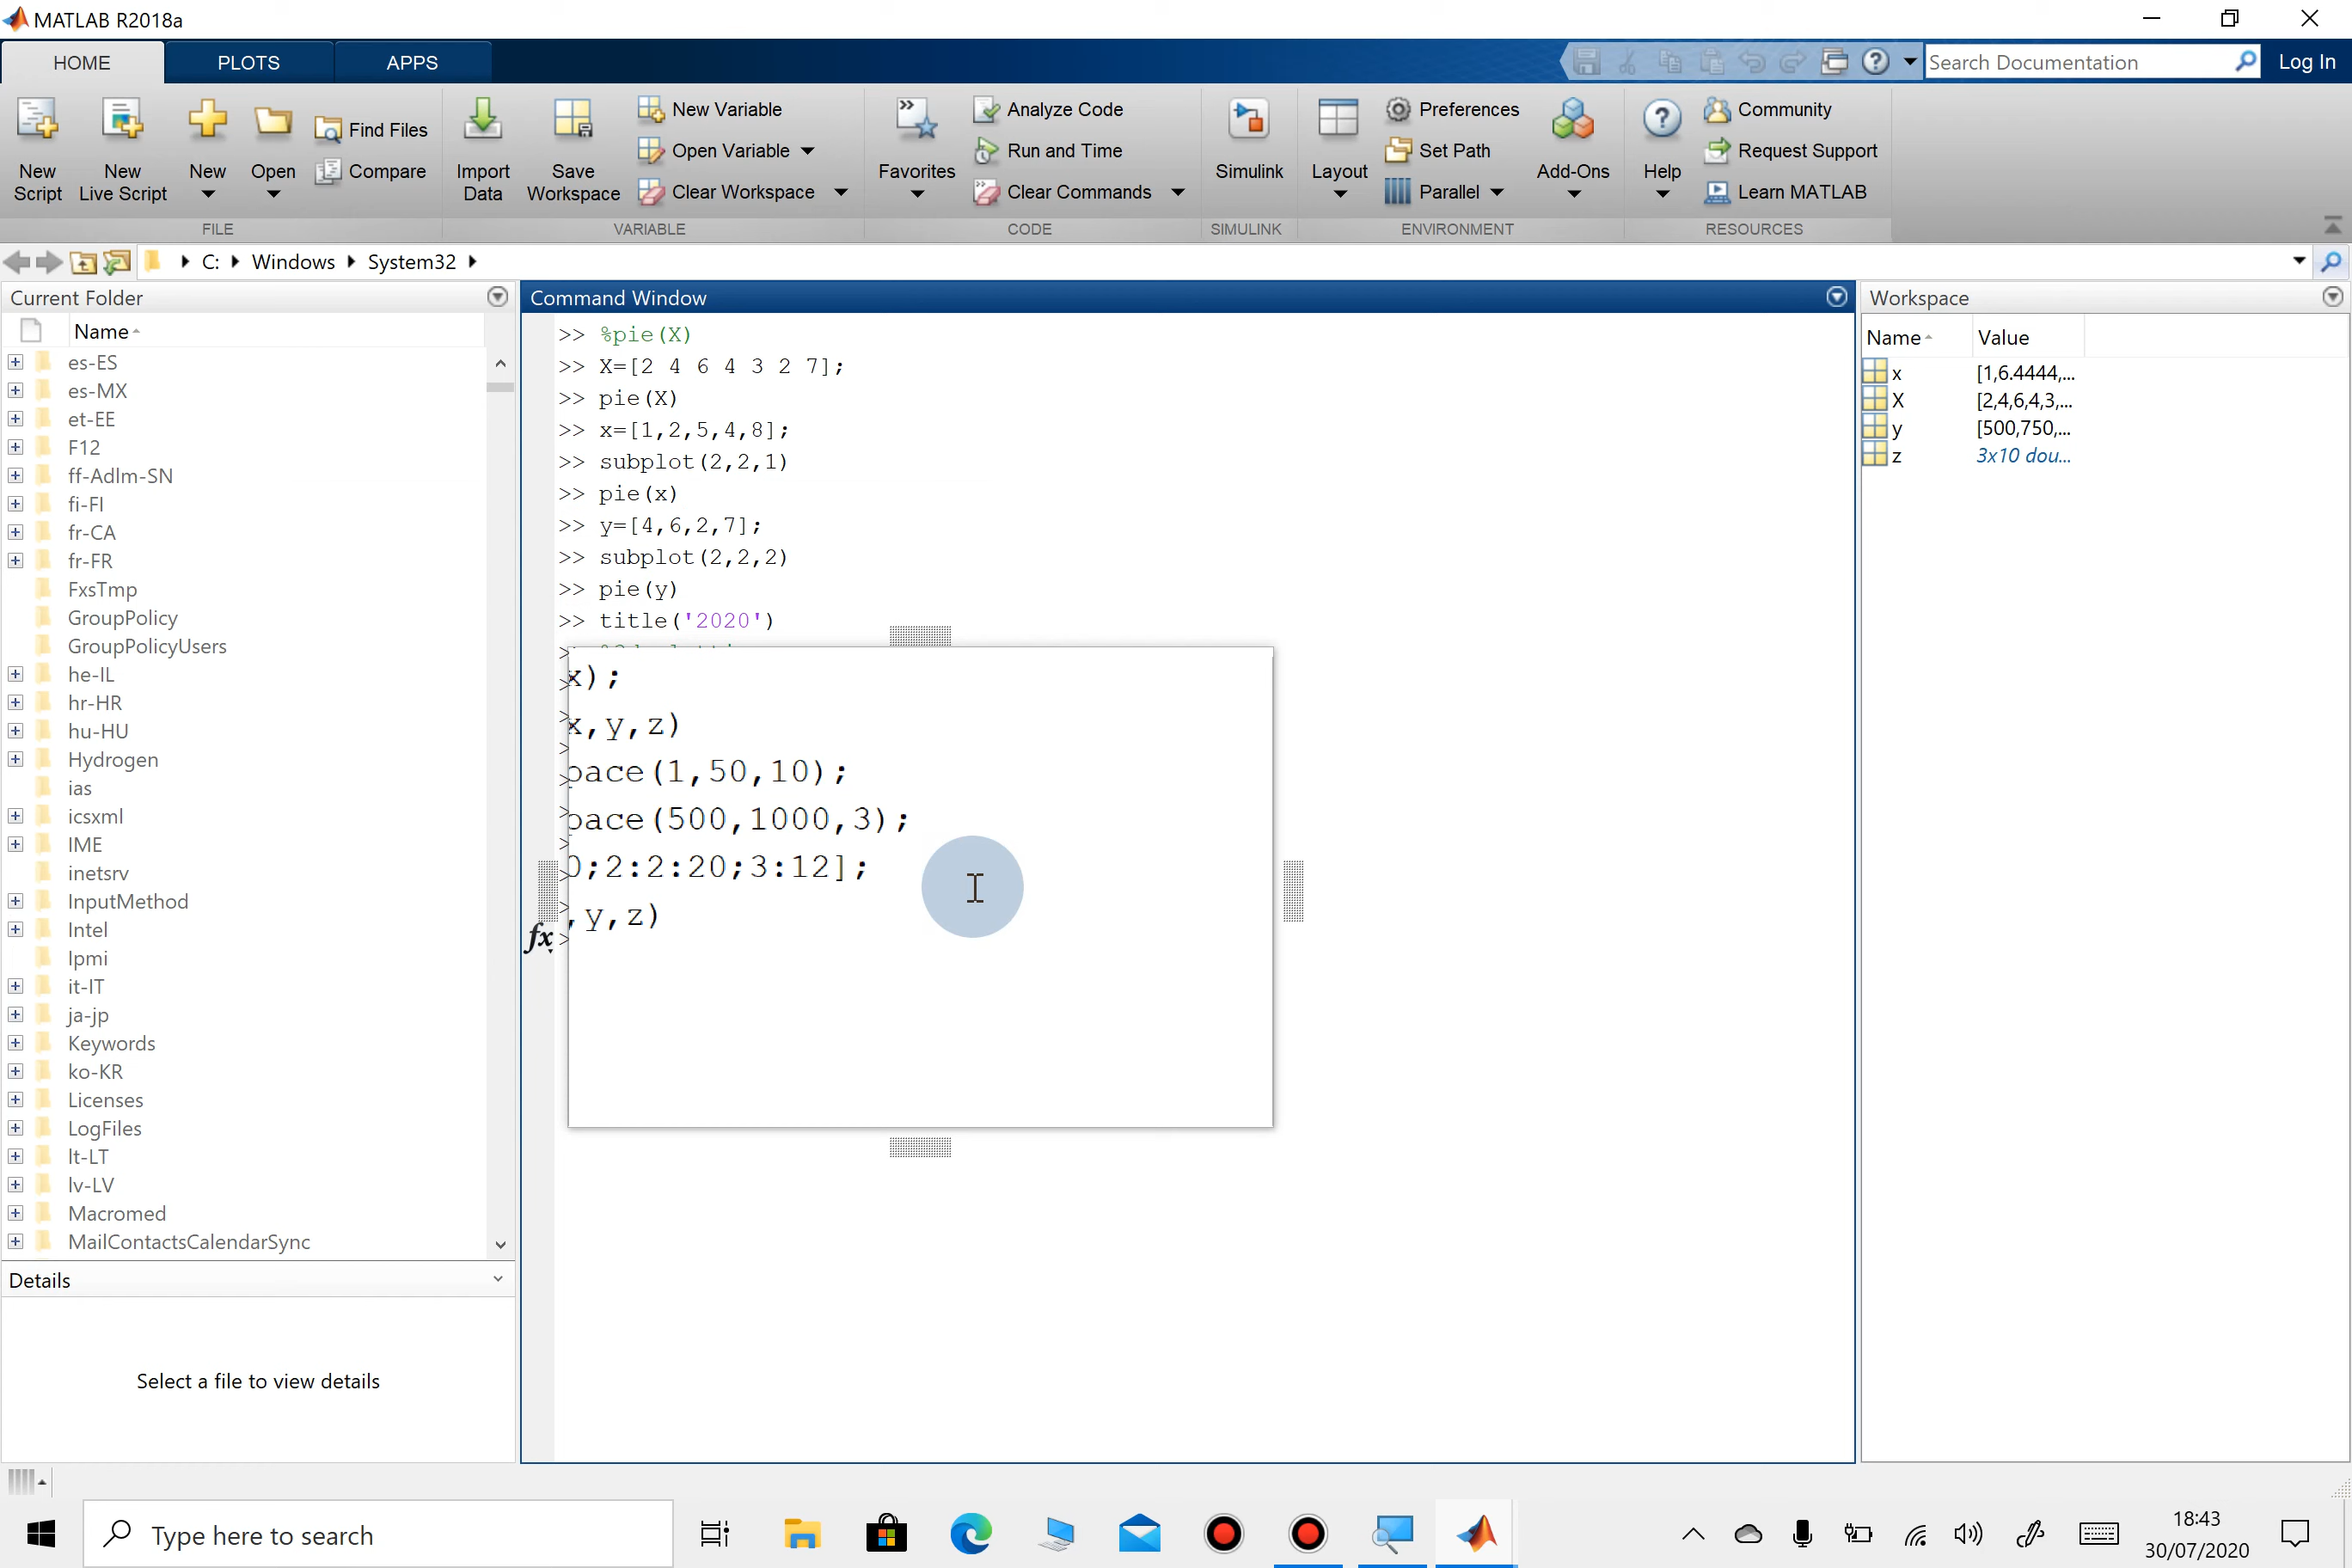 MATLAB R2018a
HOME PLOTS APPS
Search Documentation Log In
New Script
New Live Script
New
Open
Find Files
Compare
Import Data
Save Workspace
New Variable
Open Variable
Clear Workspace
Favorites
Analyze Code
Run and Time
Clear Commands
Simulink
Layout
Preferences
Set Path
Parallel
Add-Ons
Help
Community
Request Support
Learn MATLAB
FILE VARIABLE CODE SIMULINK ENVIRONMENT RESOURCES
C: Windows System32
Current Folder
Name
es-ES
es-MX
et-EE
F12
ff-Adlm-SN
fi-FI
fr-CA
fr-FR
FxsTmp
GroupPolicy
GroupPolicyUsers
he-IL
hr-HR
hu-HU
Hydrogen
ias
icsxml
IME
inetsrv
InputMethod
Intel
Ipmi
it-IT
ja-jp
Keywords
ko-KR
Licenses
LogFiles
lt-LT
lv-LV
Macromed
MailContactsCalendarSync
Details
Select a file to view details
Command Window
>> %pie(X)
>> X=[2 4 6 4 3 2 7];
>> pie(X)
>> x=[1,2,5,4,8];
>> subplot(2,2,1)
>> pie(x)
>> y=[4,6,2,7];
>> subplot(2,2,2)
>> pie(y)
>> title('2020')
x);
x,y,z)
pace(1,50,10);
pace(500,1000,3);
0;2:2:20;3:12];
,y,z)
fx
Workspace
Name Value
x [1,6.4444,...
X [2,4,6,4,3,...
y [500,750,...
z 3x10 dou...
Type here to search
18:43
30/07/2020